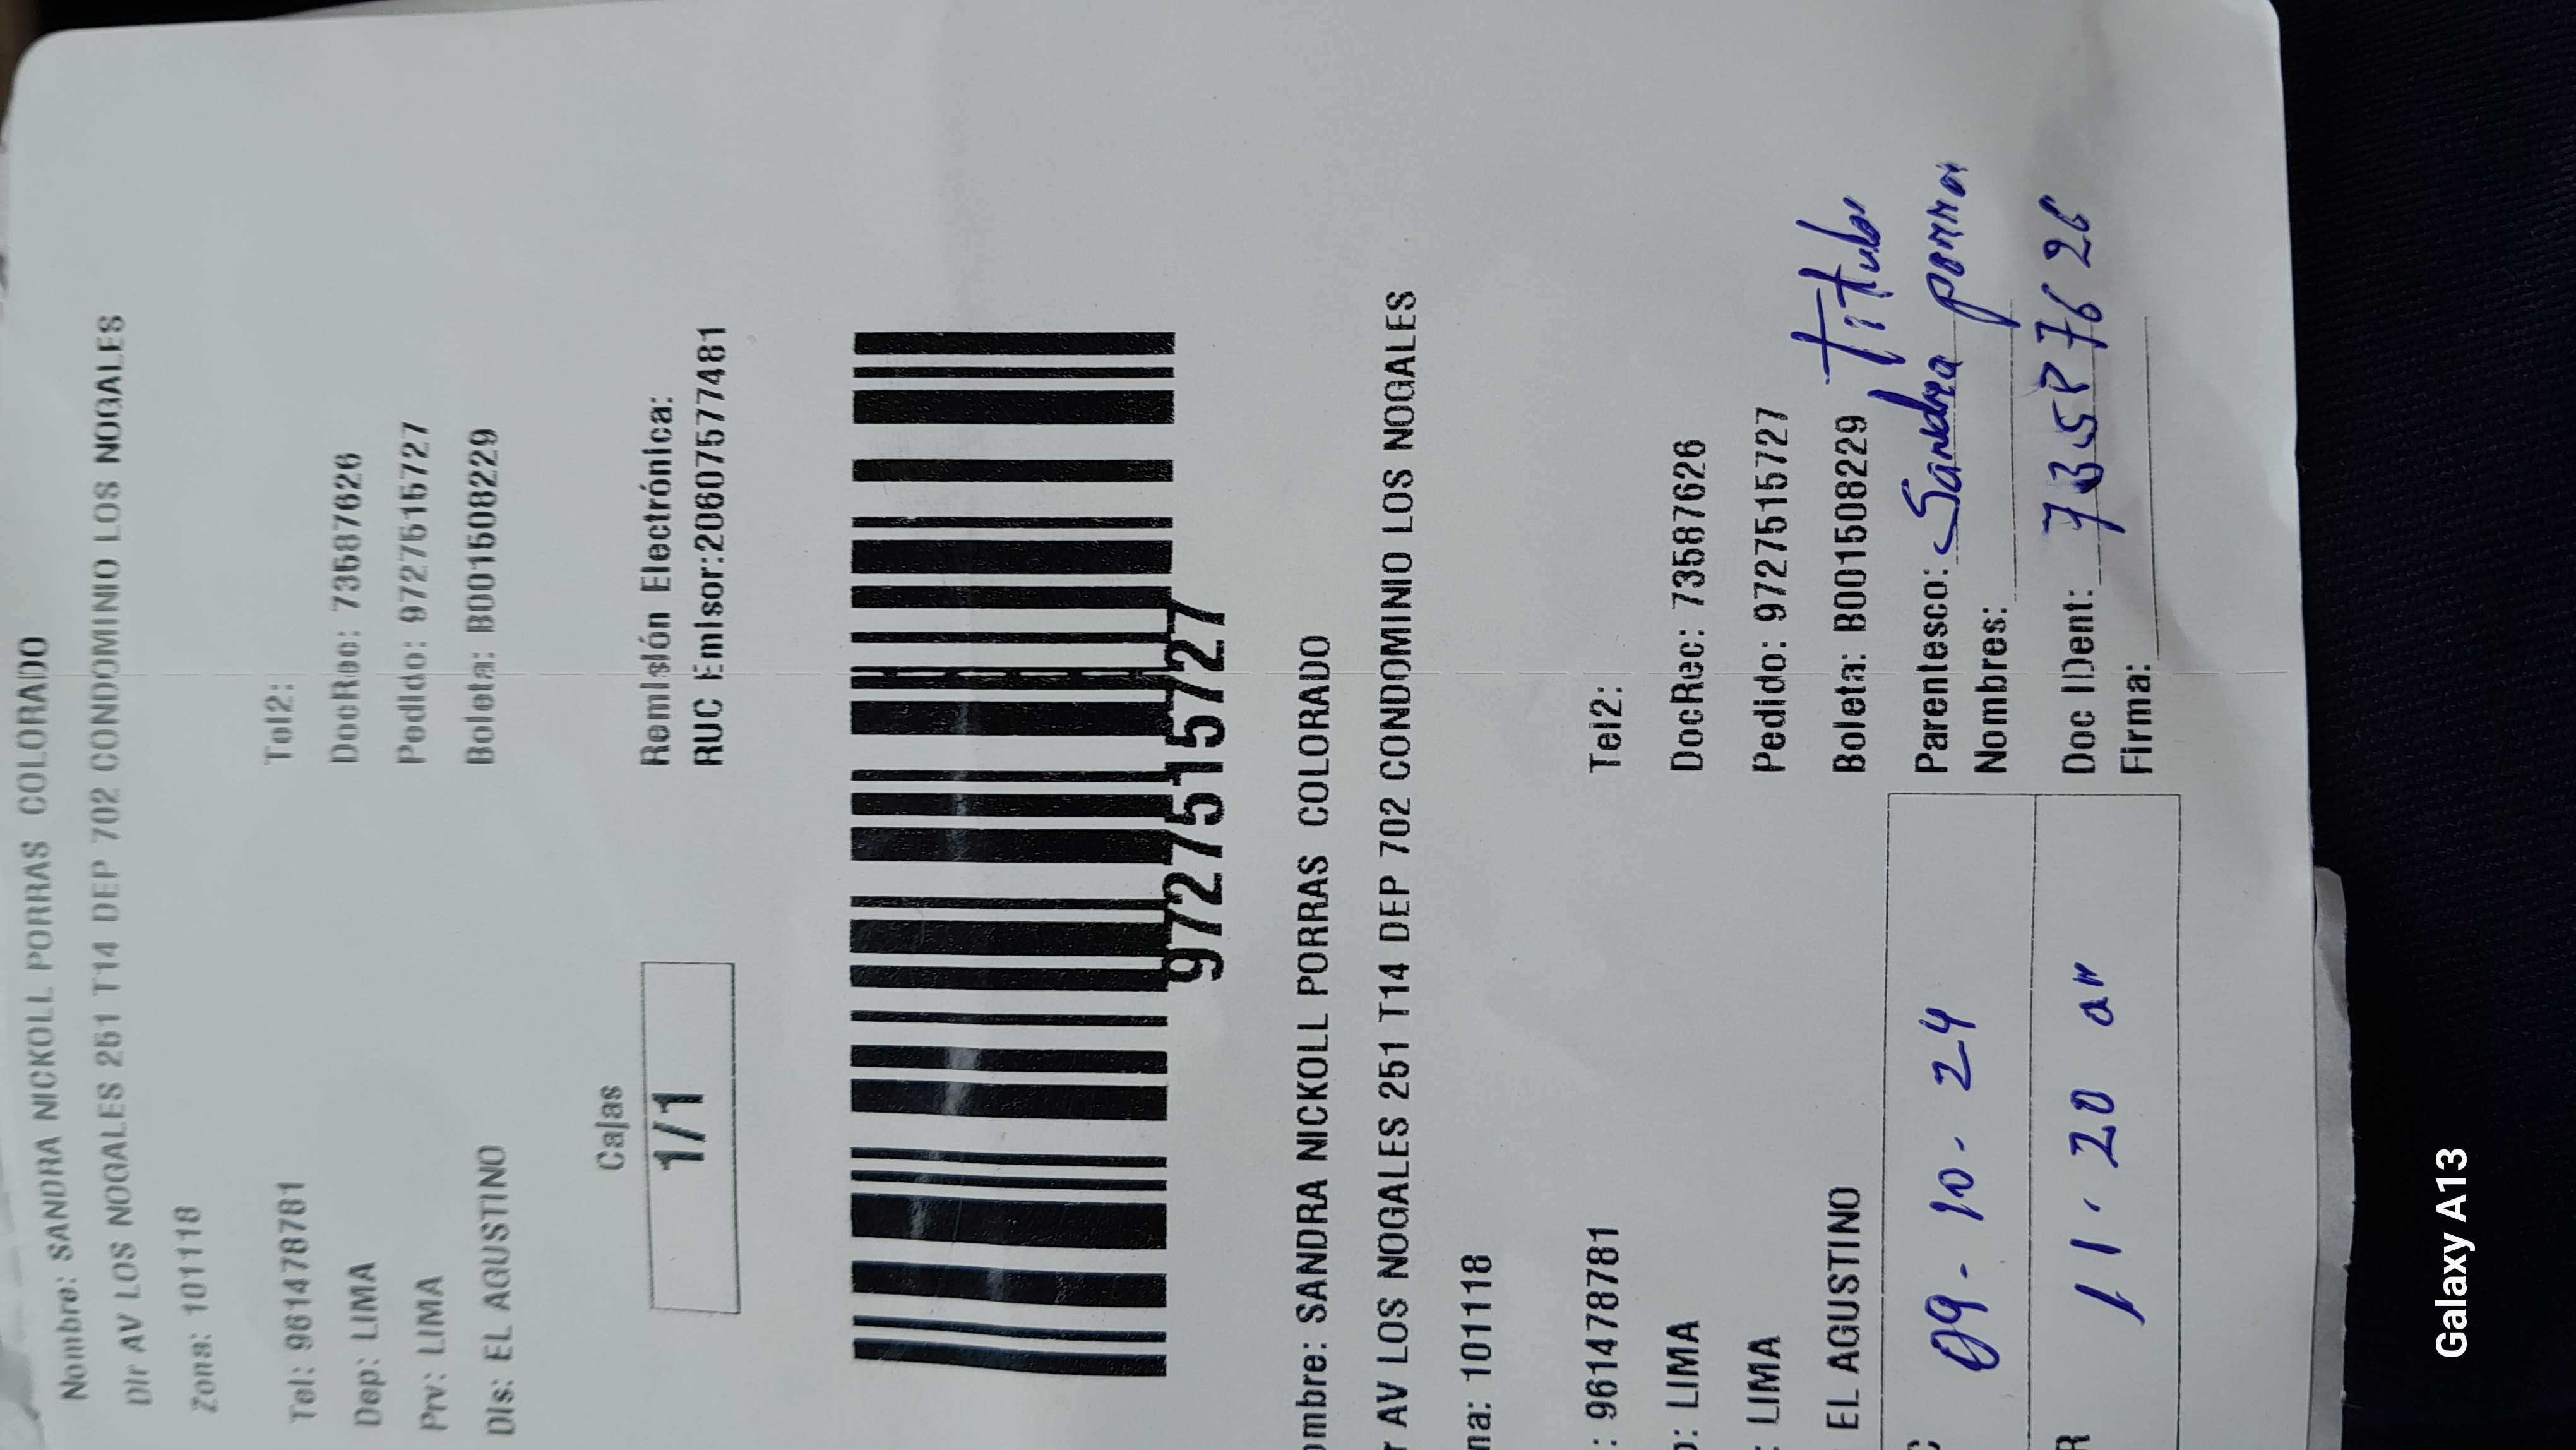 Nombre: SANDRA NICKOLL PORRAS COLORADO
Dir AV LOS NOGALES 251 T14 DEP 702 CONDOMINIO LOS NOGALES
Zona: 101118
Tel: 961478781 Tel2:
Dep: LIMA DocRec: 73587626
Prv: LIMA Pedido: 9727515727
Dis: EL AGUSTINO Boleta: B001508229
Cajas
1/1
Remisión Electrónica:
RUC Emisor:20607577481
9727515727
ombre: SANDRA NICKOLL PORRAS COLORADO
r AV LOS NOGALES 251 T14 DEP 702 CONDOMINIO LOS NOGALES
na: 101118
: 961478781 Tel2:
p: LIMA DocRec: 73587626
: LIMA Pedido: 9727515727
EL AGUSTINO Boleta: B001508229
Titular
Parentesco: Sandra
Nombres:
09-10-24
Doc IDent: 73587626
Firma:
R 11.20 am
Galaxy A13